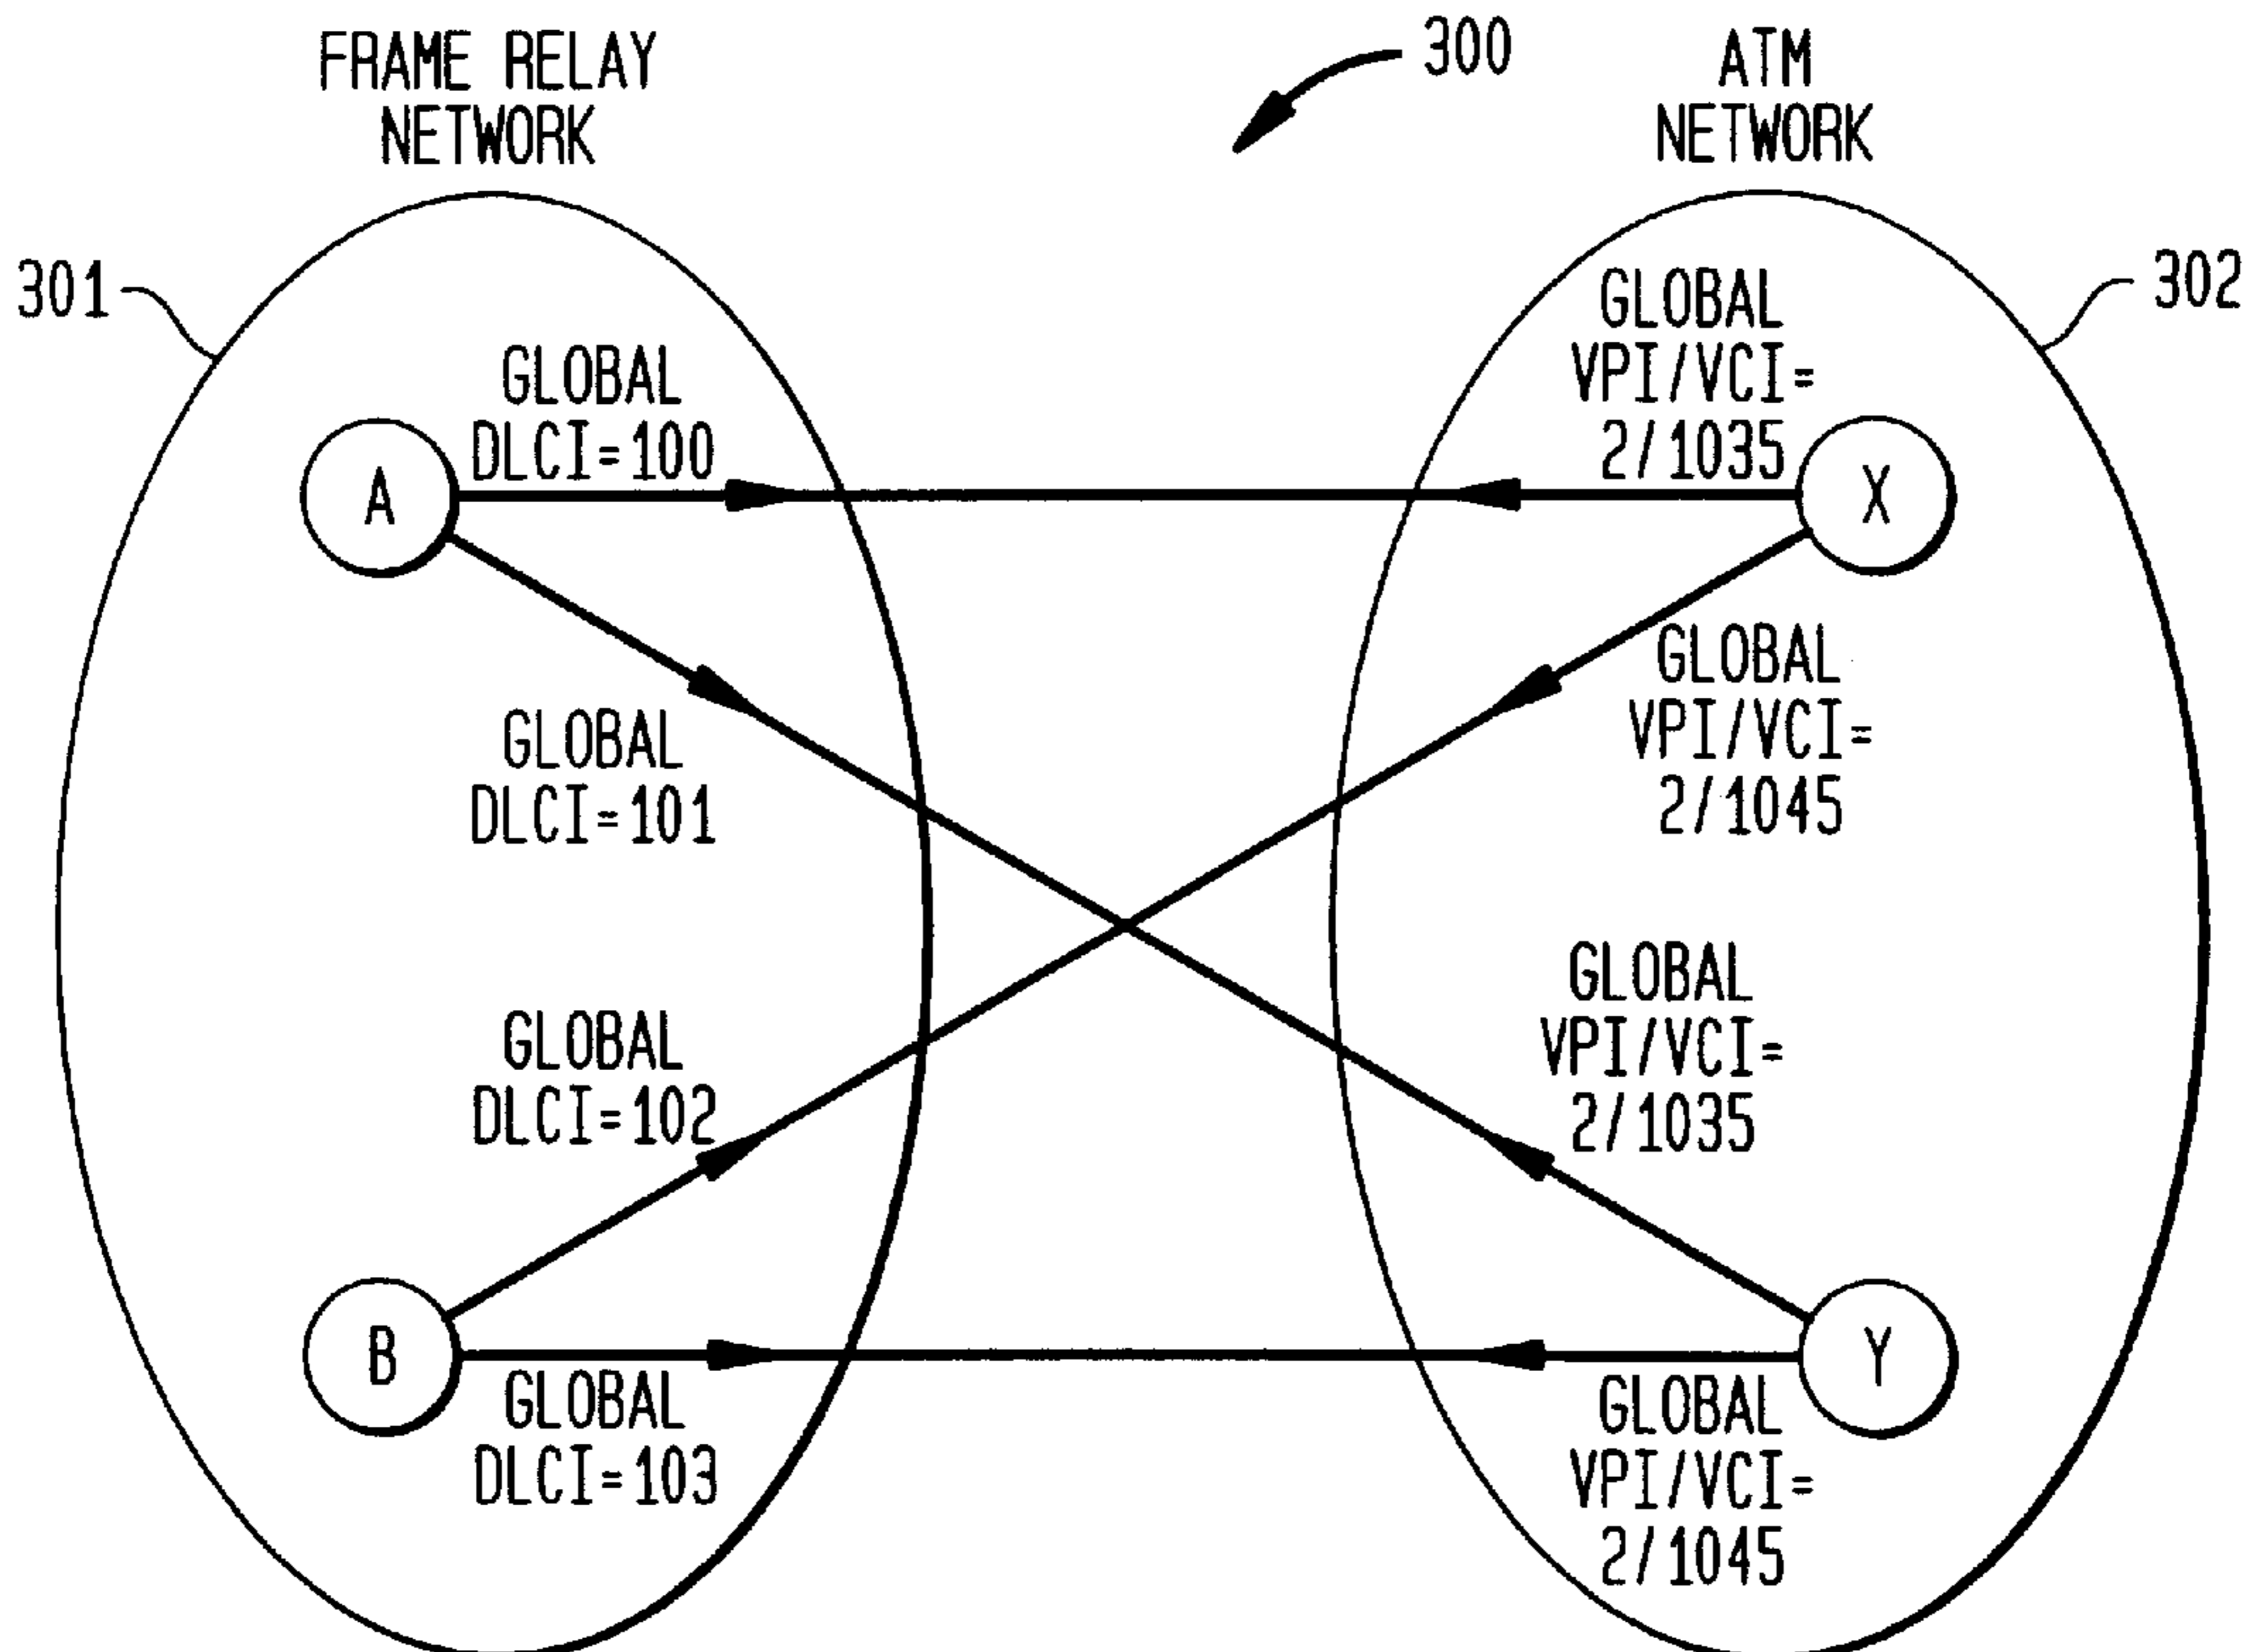 FRAME RELAY
NETWORK
300
ATM
NETWORK
301
302
GLOBAL
DLCI=100
GLOBAL
VPI/VCI=
2/1035
A
X
GLOBAL
DLCI=101
GLOBAL
VPI/VCI=
2/1045
GLOBAL
DLCI=102
GLOBAL
VPI/VCI=
2/1035
B
Y
GLOBAL
DLCI=103
GLOBAL
VPI/VCI=
2/1045